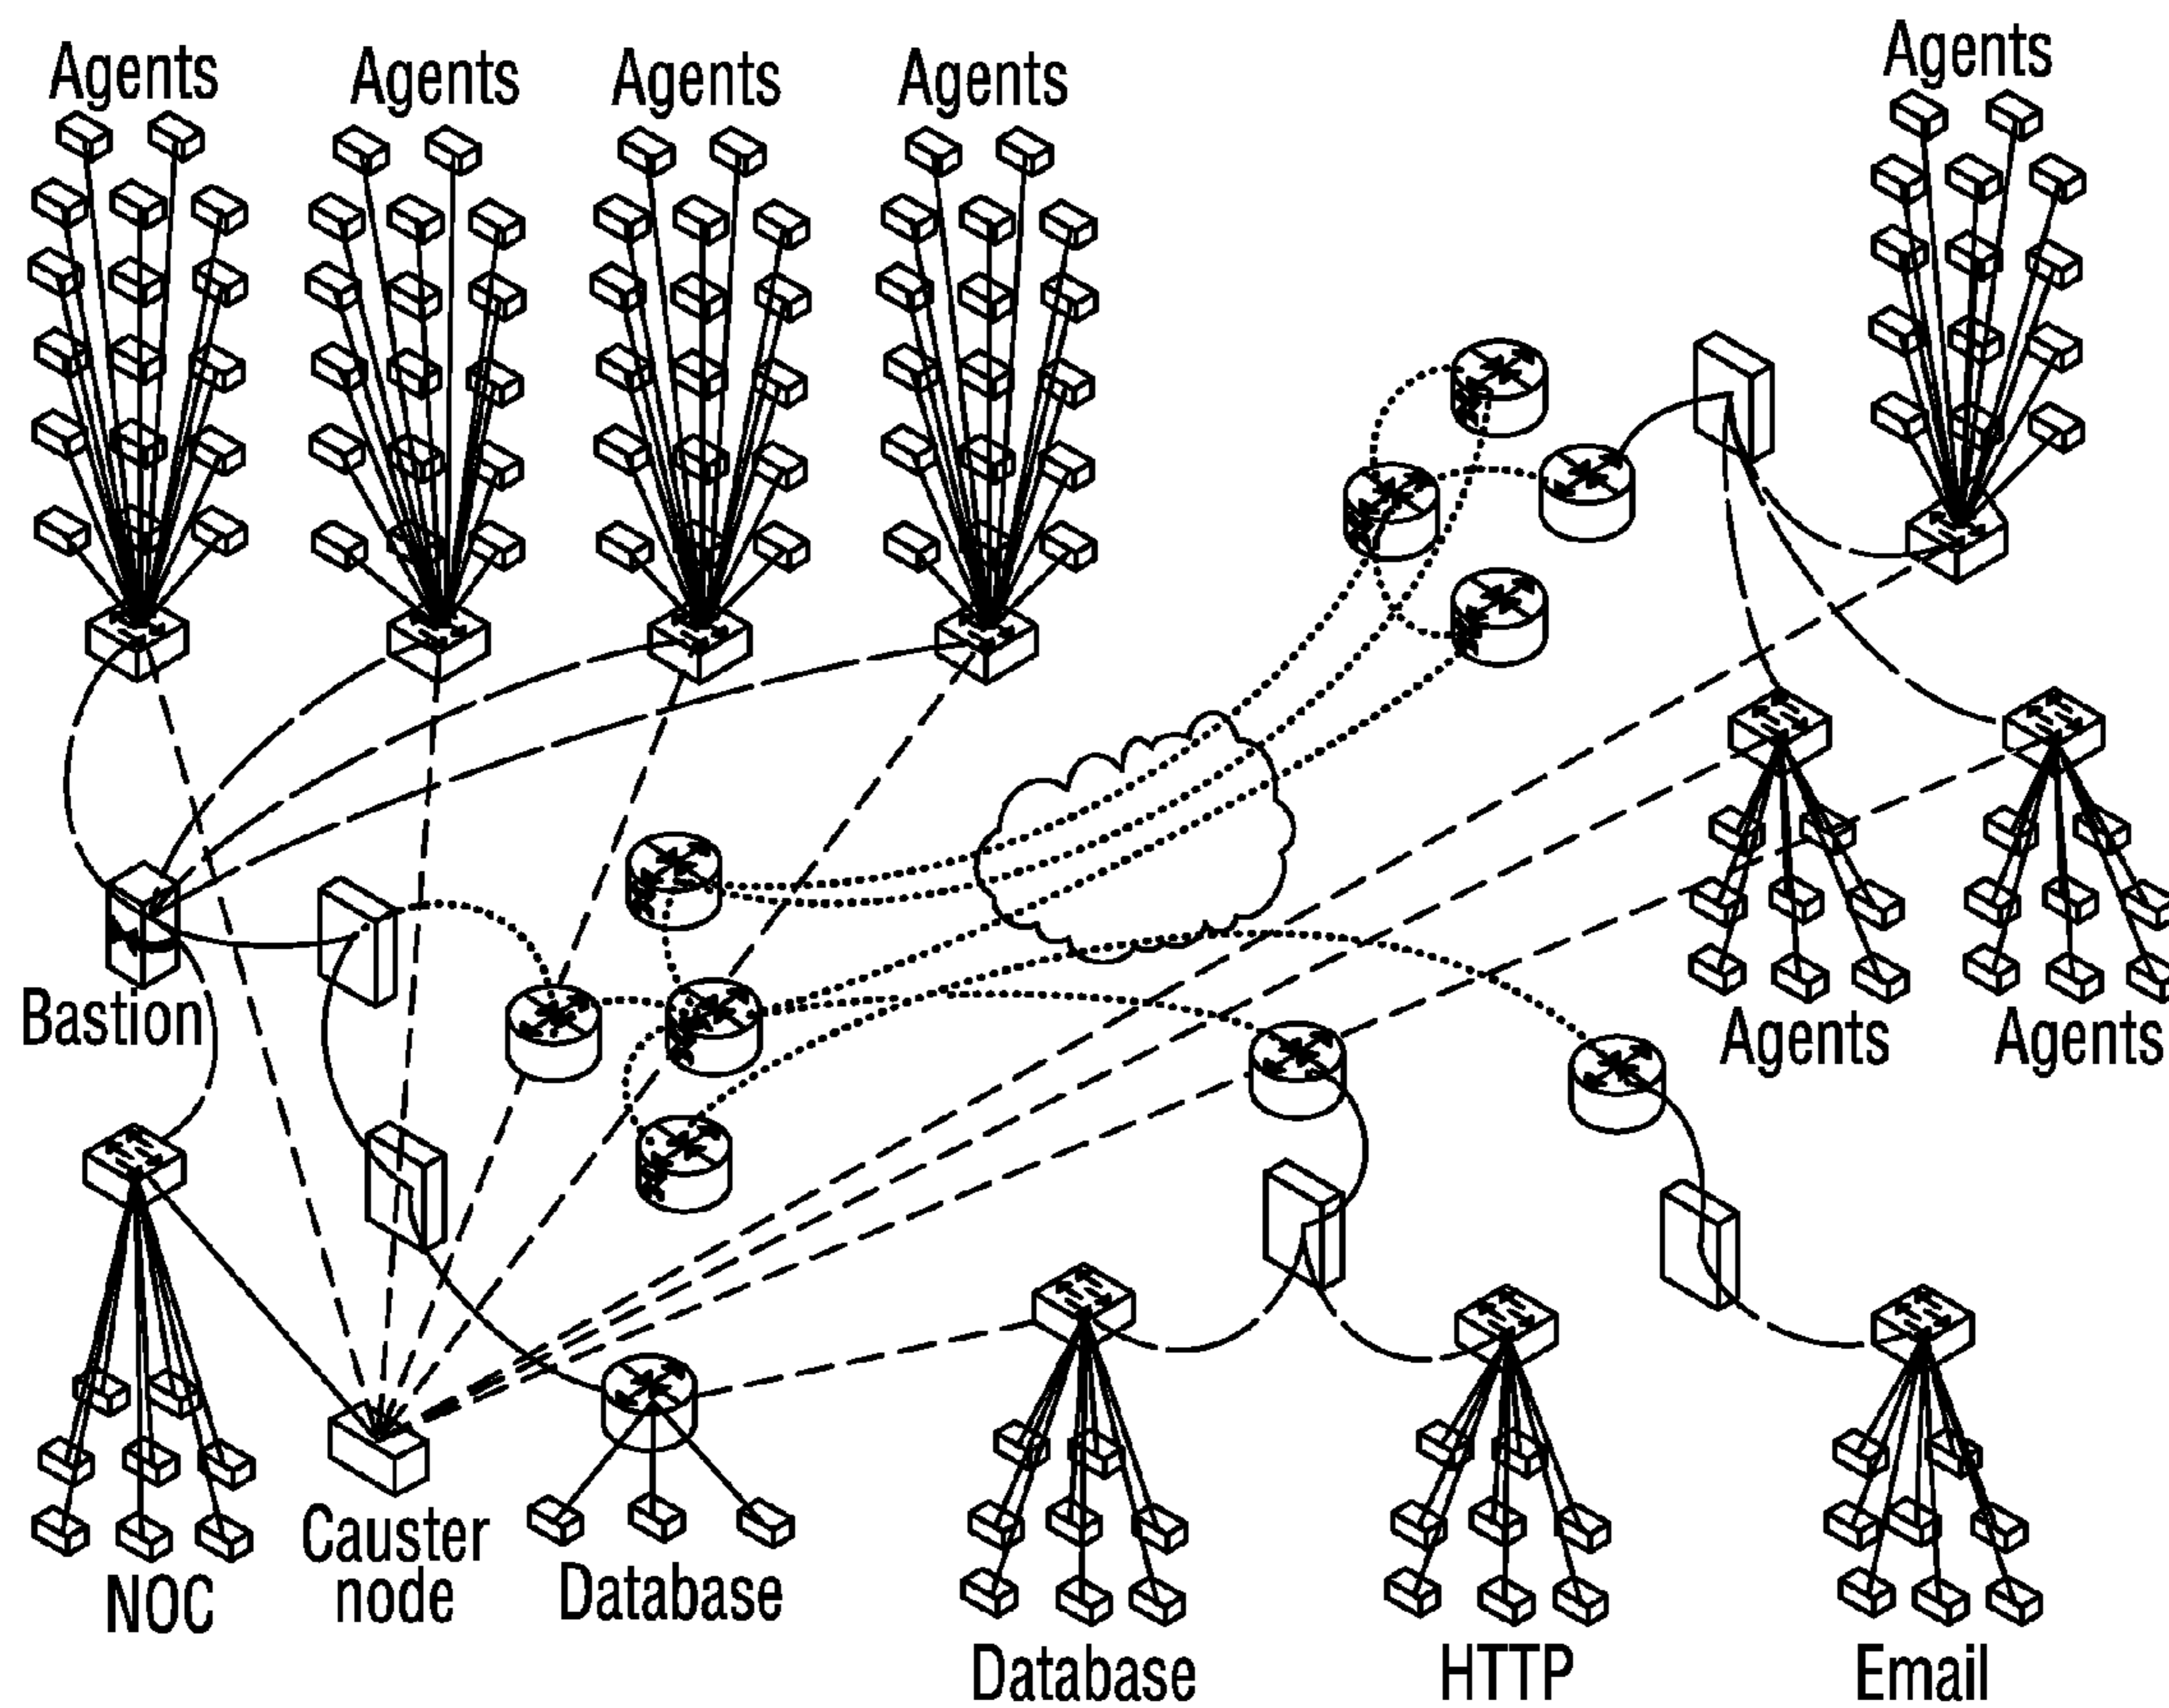 Agents
Agents
Agents
Agents
Agents
Bastion
Agents
Agents
NOC
Causter
node
Database
Database
HTTP
Email